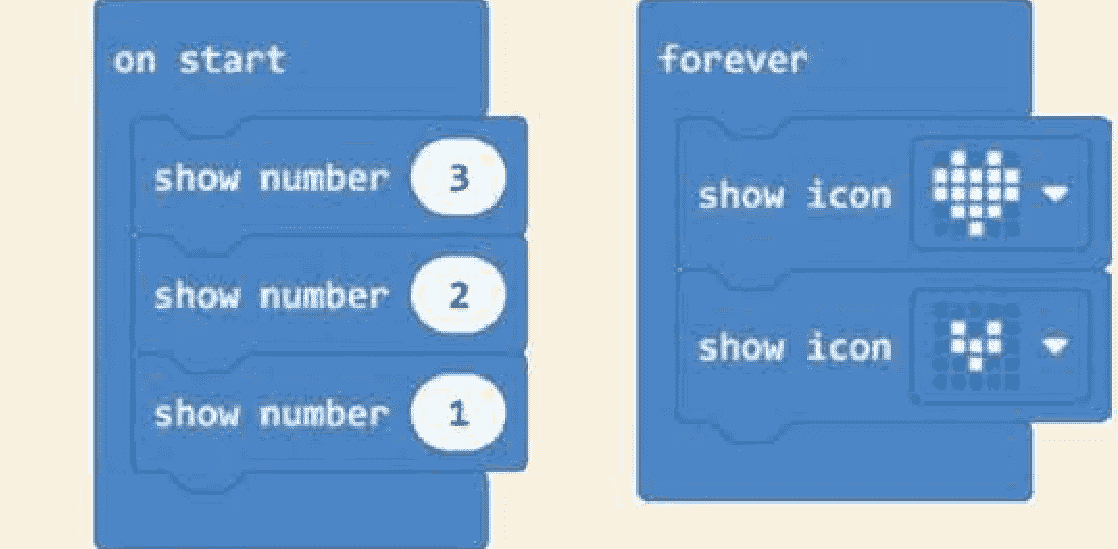 on start
show number 3
show number 2
show number 1
forever
show icon
show icon